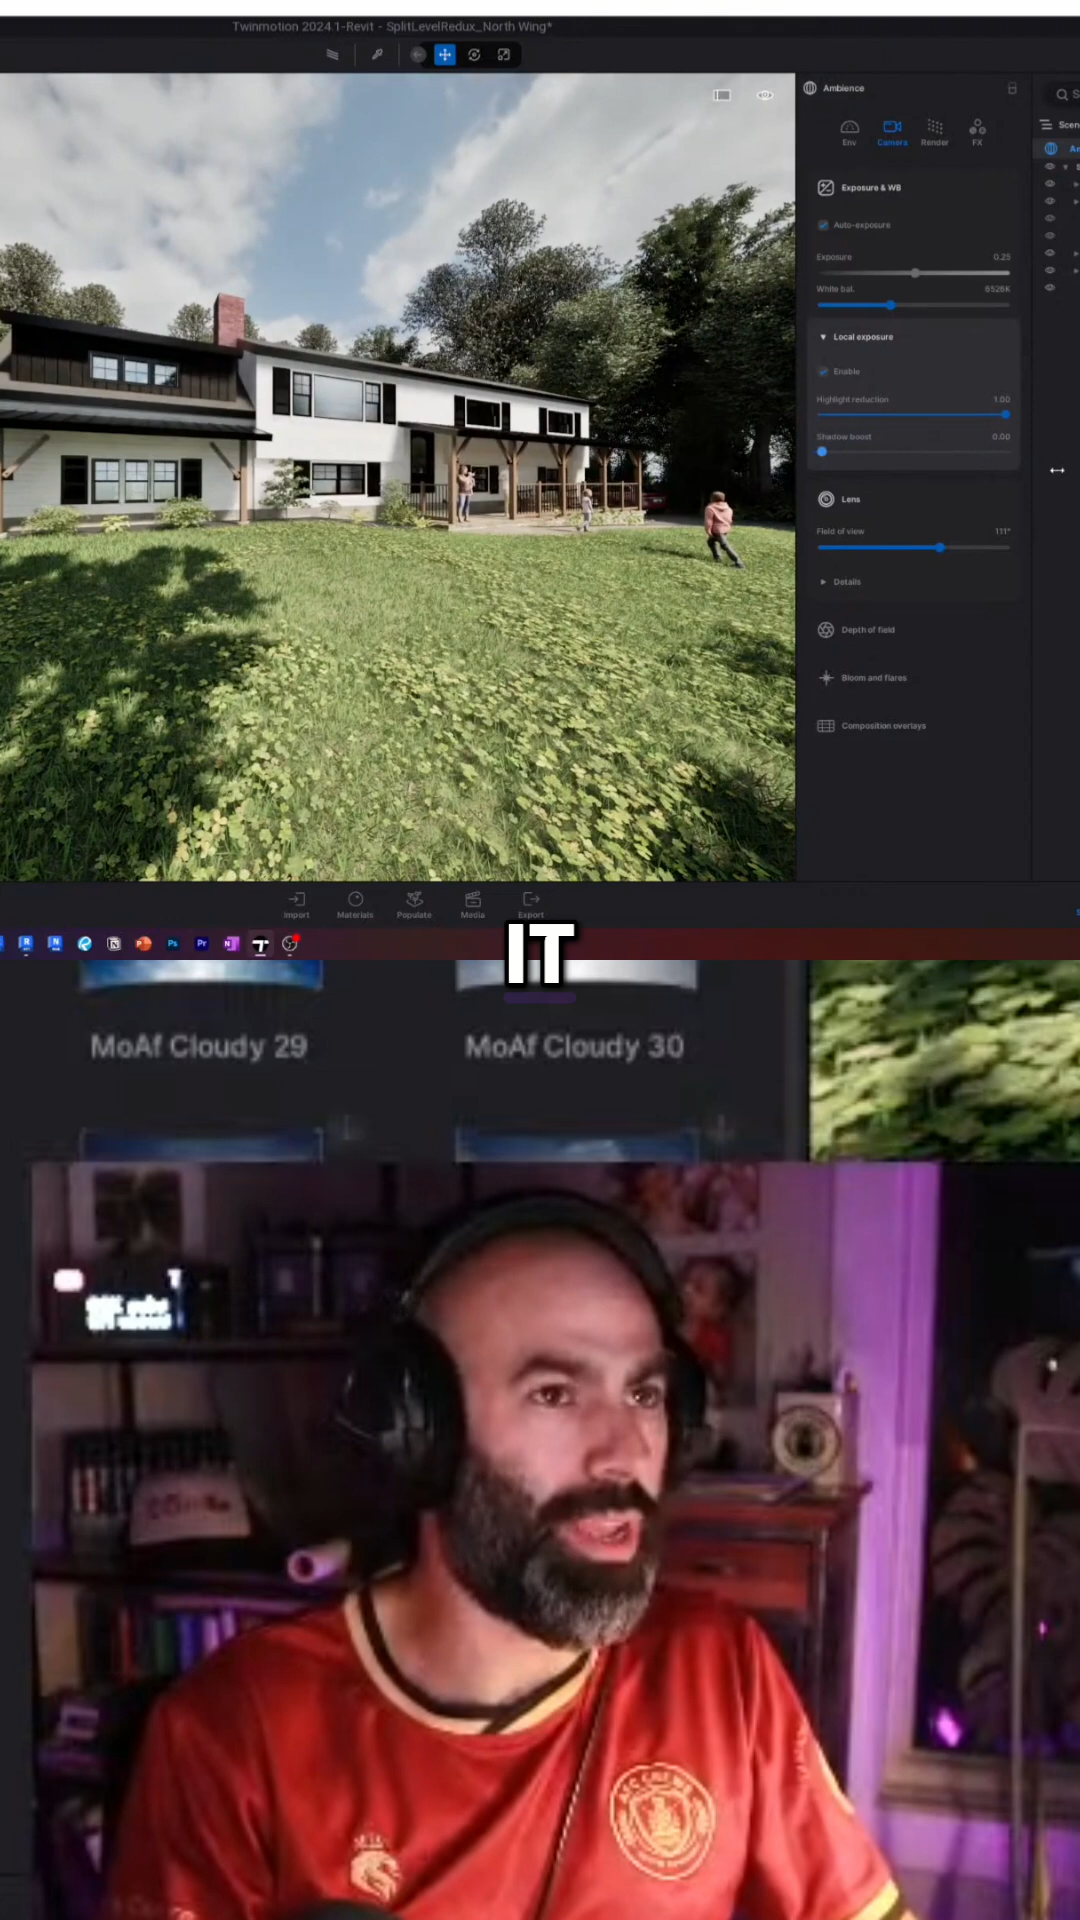 Twinmotion 2024.1-Revit - SplitLevelRedux_North Wing*
Ambience
Env
Camera
Render
FX
Scen
Exposure & WB
Auto-exposure
Exposure 0.25
White bal. 6526K
Local exposure
Enable
Highlight reduction 1.00
Shadow boost 0.00
Lens
Field of view 111°
Details
Depth of field
Bloom and flares
Composition overlays
Import
Materials
Populate
Media
Export
Ps
Pr
IT
MoAf Cloudy 29
MoAf Cloudy 30